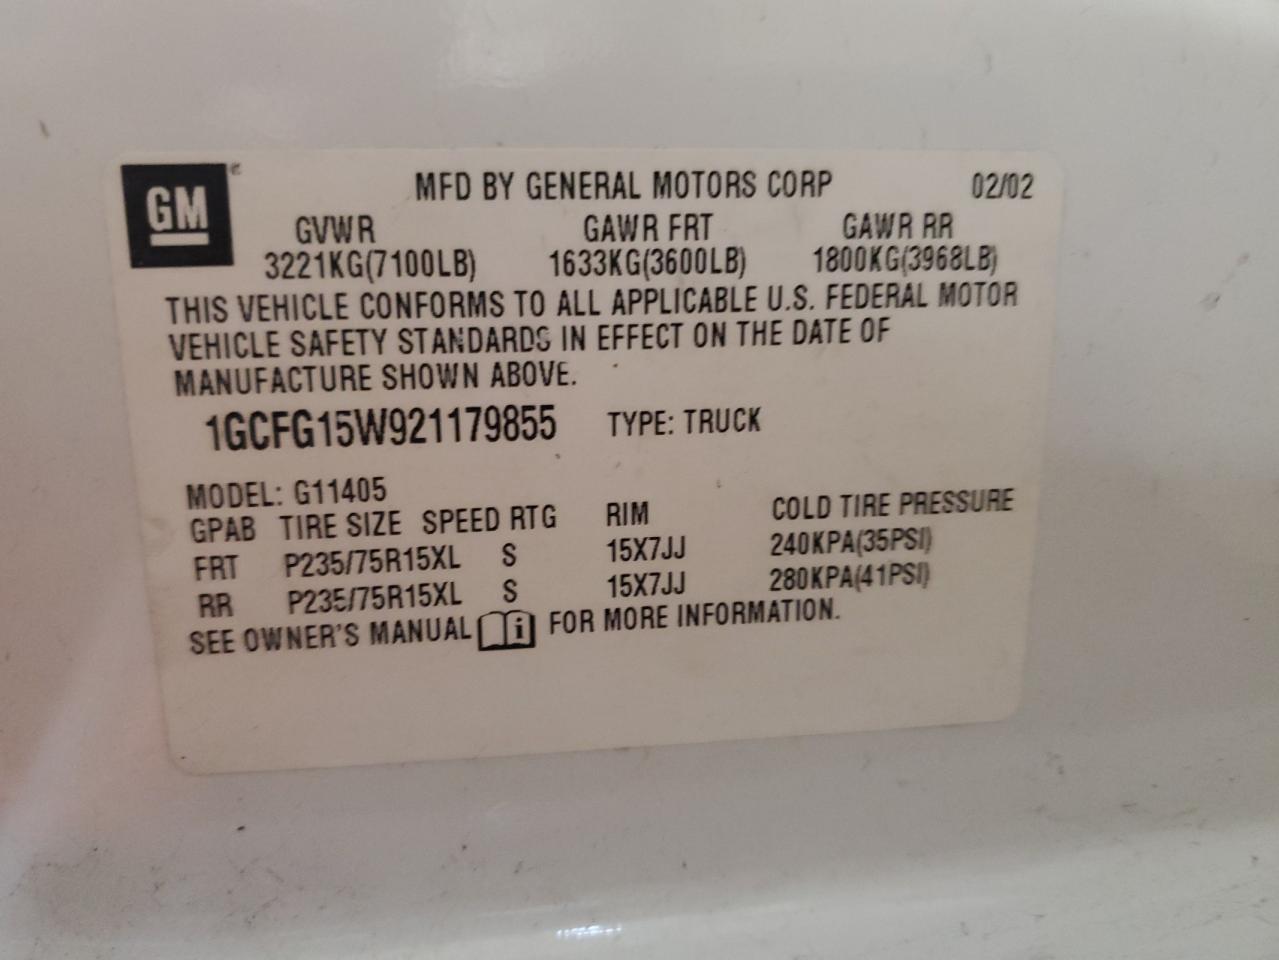 GM
MFD BY GENERAL MOTORS CORP 02/02
GVWR GAWR FRT GAWR RR
3221KG(7100LB) 1633KG(3600LB) 1800KG(3968LB)
THIS VEHICLE CONFORMS TO ALL APPLICABLE U.S. FEDERAL MOTOR
VEHICLE SAFETY STANDARDS IN EFFECT ON THE DATE OF
MANUFACTURE SHOWN ABOVE.
1GCFG15W921179855 TYPE: TRUCK
MODEL: G11405
GPAB TIRE SIZE SPEED RTG RIM COLD TIRE PRESSURE
FRT P235/75R15XL S 15X7JJ 240KPA(35PSI)
RR P235/75R15XL S 15X7JJ 280KPA(41PSI)
SEE OWNER'S MANUAL i FOR MORE INFORMATION.